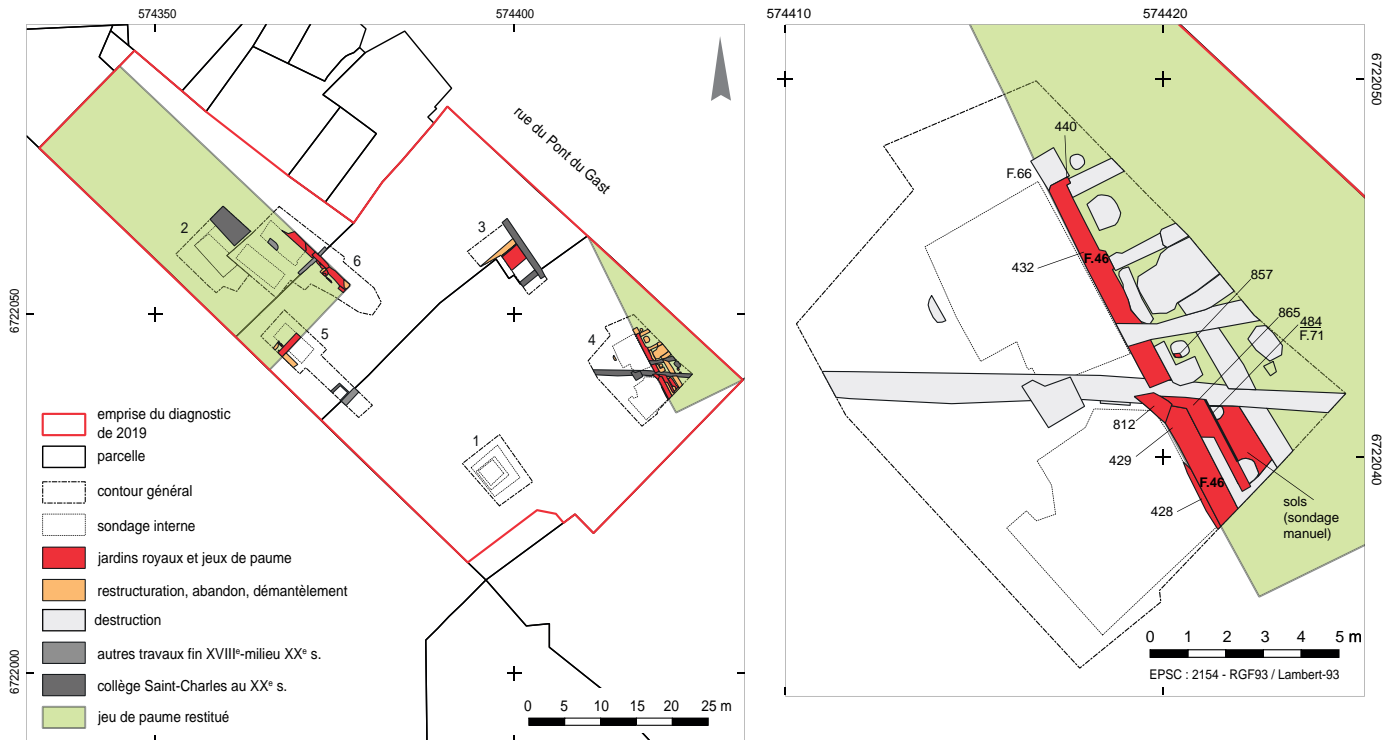 574350
574400
6722050
6722000
rue du Pont du Gast
2
6
3
5
4
1
emprise du diagnostic
de 2019
parcelle
contour général
sondage interne
jardins royaux et jeux de paume
restructuration, abandon, démantèlement
destruction
autres travaux fin XVIIIe-milieu XXe s.
collège Saint-Charles au XXe s.
jeu de paume restitué
0 5 10 15 20 25 m
574410
574420
6722050
6722040
440
F.66
432
F.46
857
865
484
F.71
812
429
F.46
428
sols
(sondage
manuel)
0 1 2 3 4 5 m
EPSC : 2154 - RGF93 / Lambert-93